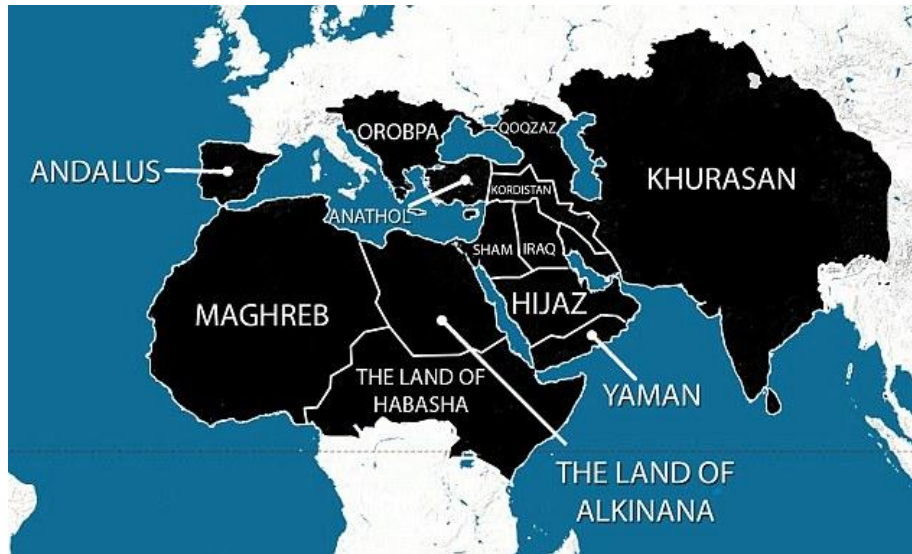 OROBPA
QOQZAZ
ANDALUS
KHURASAN
KORDISTAN
ANATHOL
SHAM
IRAQ
MAGHREB
HIJAZ
THE LAND OF
HABASHA
YAMAN
THE LAND OF
ALKINANA